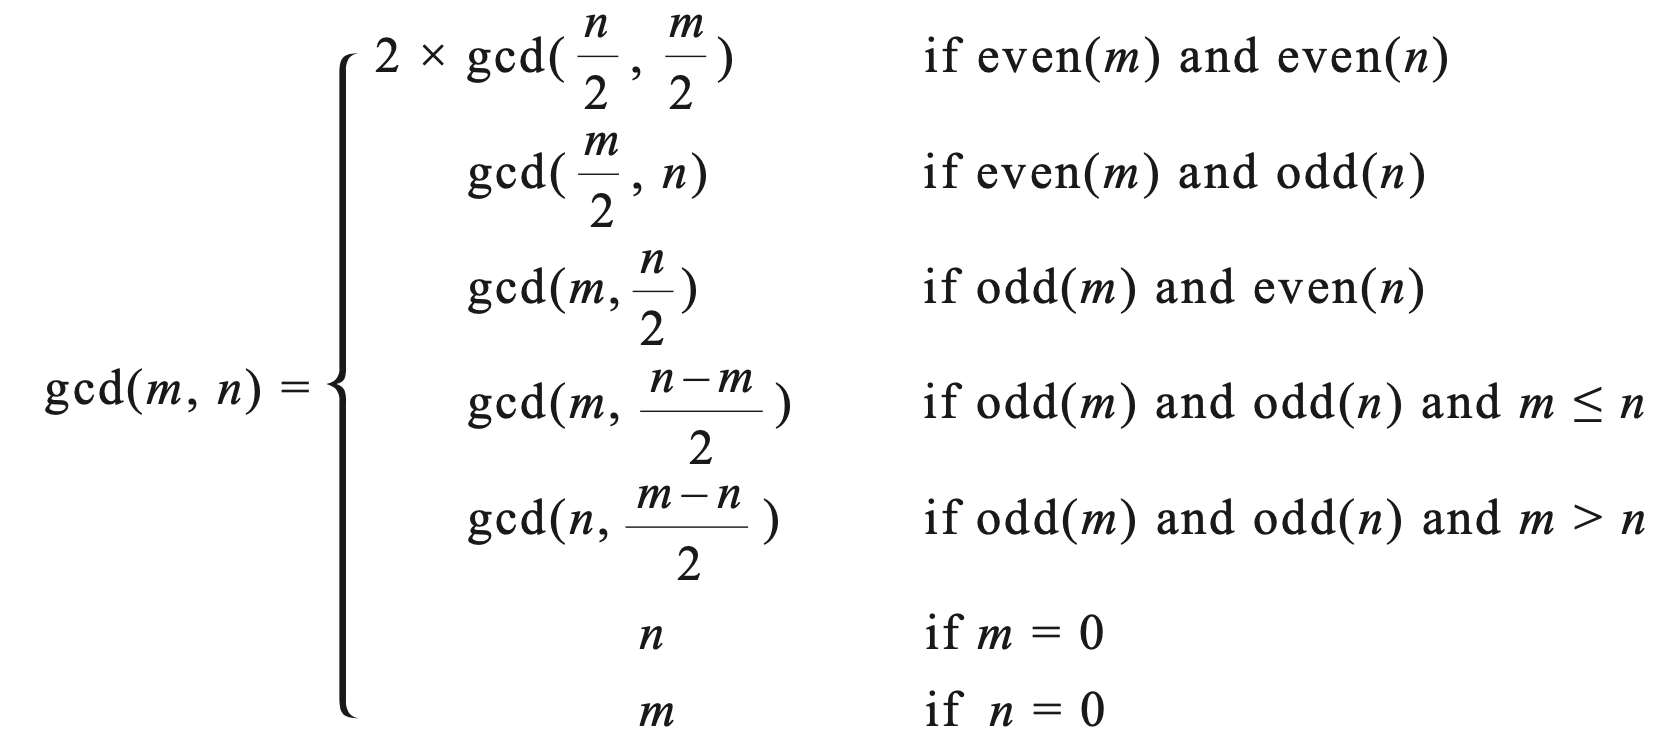 gcd(m, n) = { 2 × gcd(n/2, m/2) if even(m) and even(n)
gcd(m/2, n) if even(m) and odd(n)
gcd(m, n/2) if odd(m) and even(n)
gcd(m, (n−m)/2) if odd(m) and odd(n) and m ≤ n
gcd(n, (m−n)/2) if odd(m) and odd(n) and m > n
n if m = 0
m if n = 0